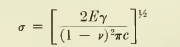 σ = [ 2Eγ / (1 − ν)²πc ]^½